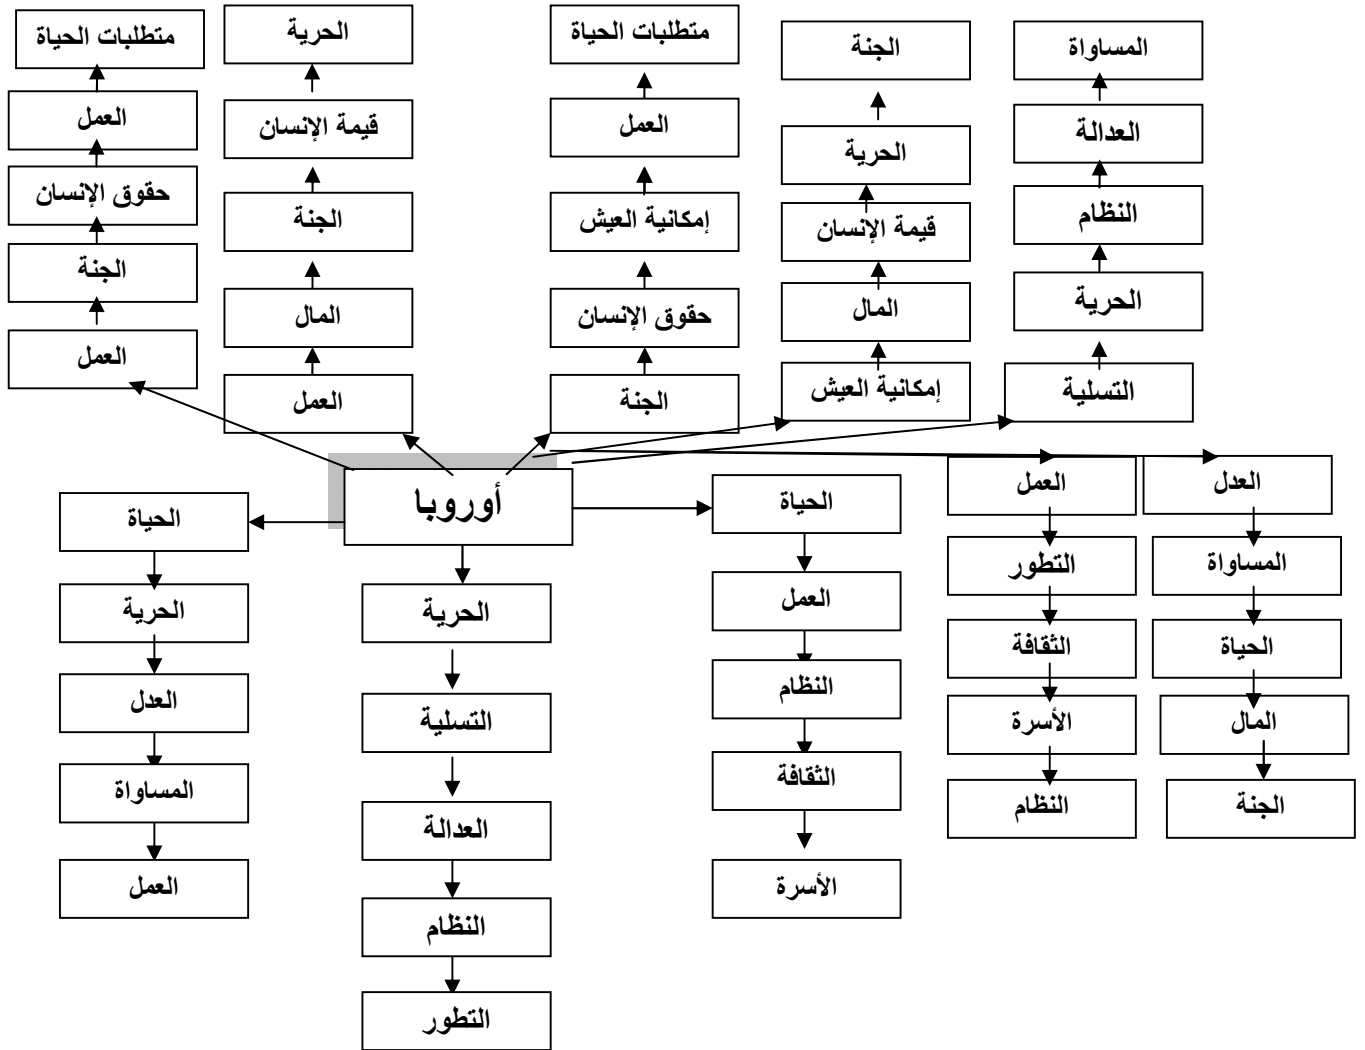 متطلبات الحياة
العمل
حقوق الإنسان
الجنة
العمل
الحرية
قيمة الإنسان
الجنة
المال
العمل
متطلبات الحياة
العمل
إمكانية العيش
حقوق الإنسان
الجنة
الجنة
الحرية
قيمة الإنسان
المال
إمكانية العيش
المساواة
العدالة
النظام
الحرية
التسلية
أوروبا
الحياة
الحرية
العدل
المساواة
العمل
الحرية
التسلية
العدالة
النظام
التطور
الحياة
العمل
النظام
الثقافة
الأسرة
العمل
التطور
الثقافة
الأسرة
النظام
العدل
المساواة
الحياة
المال
الجنة